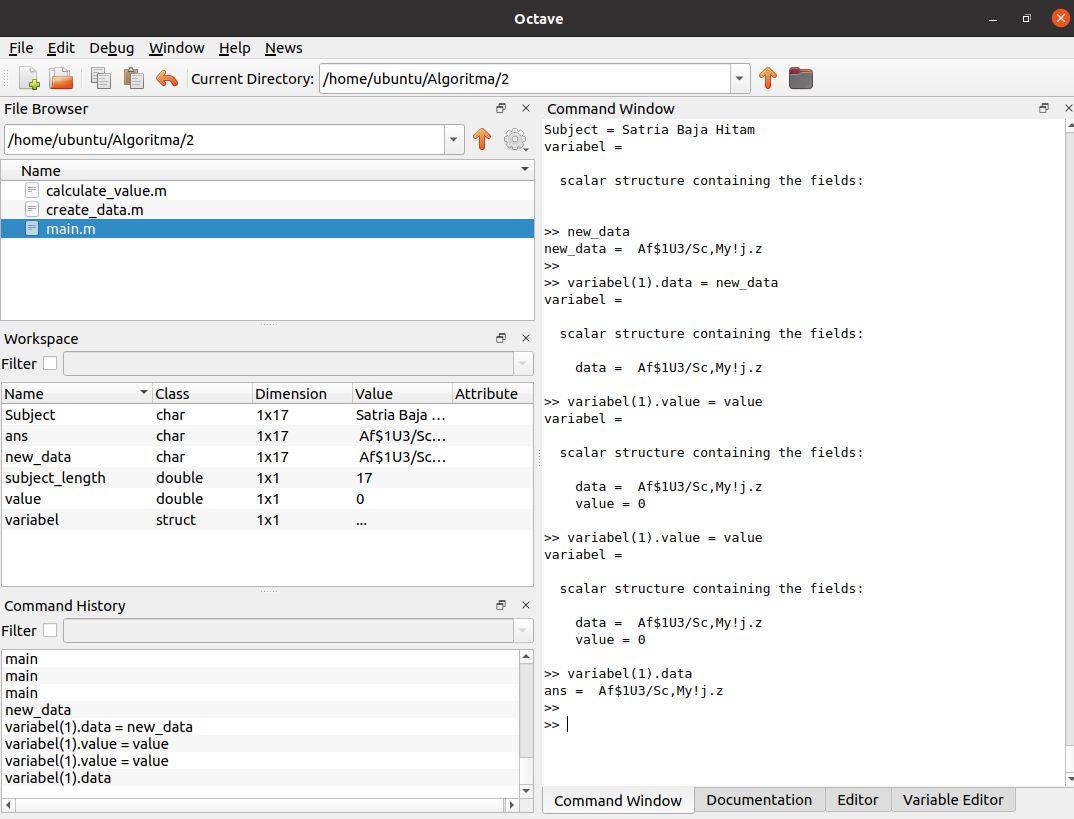 Octave
File Edit Debug Window Help News
Current Directory: /home/ubuntu/Algoritma/2
File Browser
/home/ubuntu/Algoritma/2
Name
calculate_value.m
create_data.m
main.m
Workspace
Filter
Name Class Dimension Value Attribute
Subject char 1x17 Satria Baja ...
ans char 1x17 Af$1U3/Sc...
new_data char 1x17 Af$1U3/Sc...
subject_length double 1x1 17
value double 1x1 0
variabel struct 1x1 ...
Command History
Filter
main
main
main
new_data
variabel(1).data = new_data
variabel(1).value = value
variabel(1).value = value
variabel(1).data
Command Window
Subject = Satria Baja Hitam
variabel =
scalar structure containing the fields:
>> new_data
new_data =  Af$1U3/Sc,My!j.z
>>
>> variabel(1).data = new_data
variabel =
scalar structure containing the fields:
data =  Af$1U3/Sc,My!j.z
>> variabel(1).value = value
variabel =
scalar structure containing the fields:
data =  Af$1U3/Sc,My!j.z
value = 0
>> variabel(1).value = value
variabel =
scalar structure containing the fields:
data =  Af$1U3/Sc,My!j.z
value = 0
>> variabel(1).data
ans =  Af$1U3/Sc,My!j.z
>>
>>
Command Window Documentation Editor Variable Editor